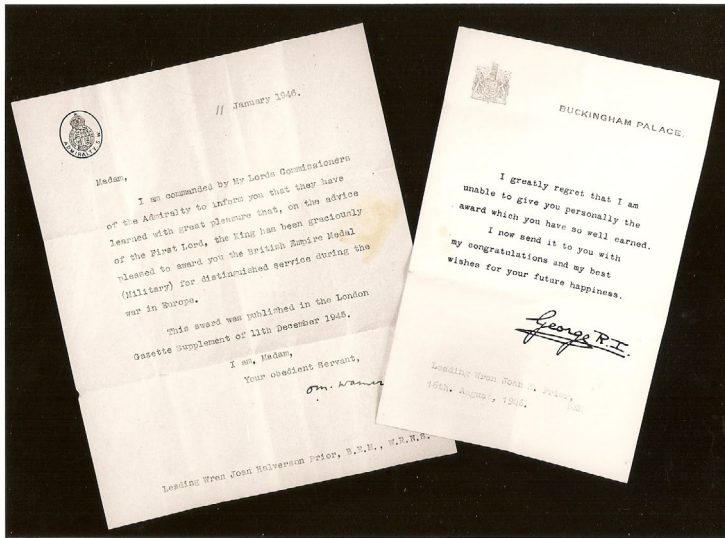 ADMIRALTY, S.W.
11 January 1946.
Madam,
I am commanded by My Lords Commissioners
of the Admiralty to inform you that they have
learned with great pleasure that, on the advice
of the First Lord, the King has been graciously
pleased to award you the British Empire Medal
(Military) for distinguished service during the
war in Europe.
This award was published in the London
Gazette Supplement of 11th December 1945.
I am, Madam,
Your obedient Servant,
Leading Wren Joan Halverson Prior, B.E.M., W.R.N.S.
BUCKINGHAM PALACE.
I greatly regret that I am
unable to give you personally the
award which you have so well earned.
I now send it to you with
my congratulations and my best
wishes for your future happiness.
George R.I.
Leading Wren Joan H. Prior,
16th. August, 1946.